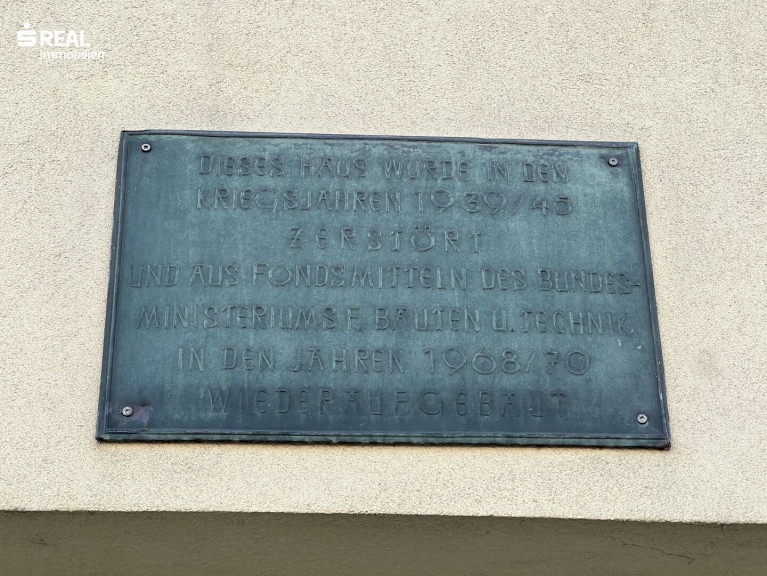 S REAL
Immobilien
DIESES HAUS WURDE IN DEN
KRIEGSJAHREN 1939/45
ZERSTÖRT
UND AUS FONDSMITTELN DES BUNDES-
MINISTERIUMS F. BAUTEN U. TECHNIK
IN DEN JAHREN 1968/70
WIEDERAUFGEBAUT